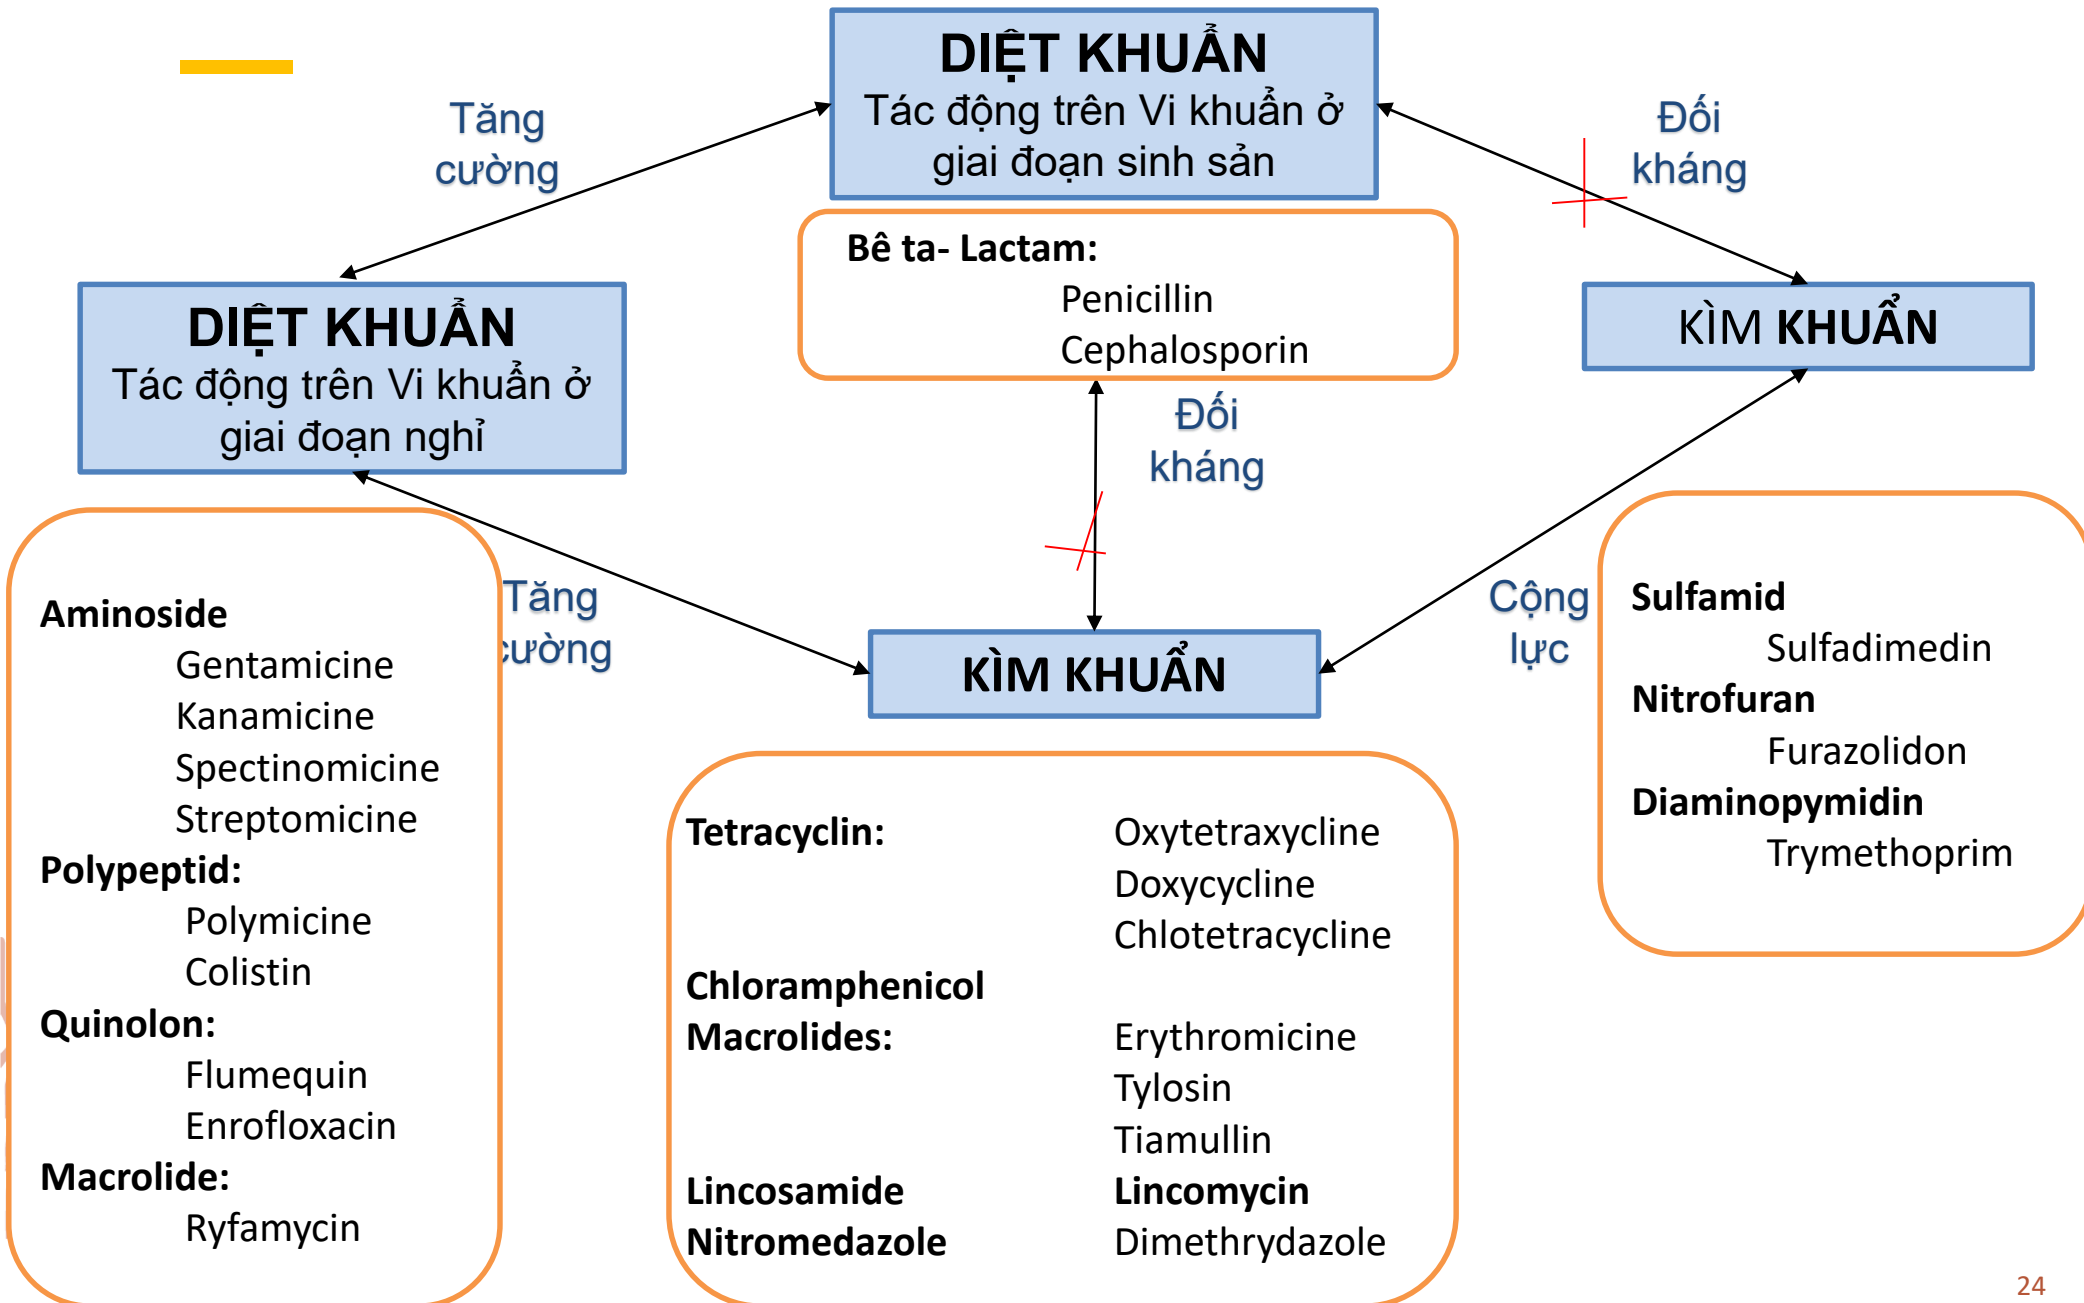 DIỆT KHUẨN
Tác động trên Vi khuẩn ở
giai đoạn sinh sản
Tăng
cường
Đối
kháng
Bê ta- Lactam:
Penicillin
Cephalosporin
DIỆT KHUẨN
Tác động trên Vi khuẩn ở
giai đoạn nghỉ
KÌM KHUẨN
Đối
kháng
Tăng
cường
Cộng
lực
KÌM KHUẨN
Aminoside
Gentamicine
Kanamicine
Spectinomicine
Streptomicine
Polypeptid:
Polymicine
Colistin
Quinolon:
Flumequin
Enrofloxacin
Macrolide:
Ryfamycin
Tetracyclin: Oxytetraxycline
Doxycycline
Chlotetracycline
Chloramphenicol
Macrolides: Erythromicine
Tylosin
Tiamullin
Lincosamide Lincomycin
Nitromedazole Dimethrydazole
Sulfamid
Sulfadimedin
Nitrofuran
Furazolidon
Diaminopymidin
Trymethoprim
24